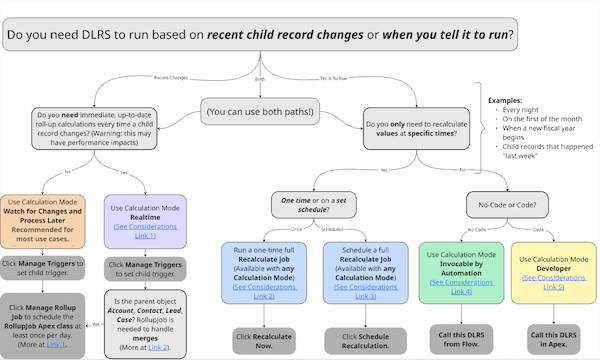 Do you need DLRS to run based on recent child record changes or when you tell it to run?
Recent Changes
Both
Tell It To Run
(You can use both paths!)
Do you need immediate, up-to-date
roll-up calculations every time a child
record changes? (Warning: this may
have performance impacts)
Do you only need to recalculate
values at specific times?
Examples:
• Every night
• On the first of the month
• When a new fiscal year
begins
• Child records that happened
"last week"
No
Yes
Yes
No
Use Calculation Mode
Watch for Changes and
Process Later
Recommended for
most use cases.
Use Calculation Mode
Realtime
(See Considerations
Link 1)
One time or on a set
schedule?
No-Code or Code?
Once
Scheduled
No Code
Code
Click Manage Triggers to
set child trigger.
Click Manage Triggers
to set child trigger.
Run a one-time full
Recalculate job
(Available with any
Calculation Mode)
(See Considerations
Link 2)
Schedule a full
Recalculate Job
(Available with any
Calculation Mode)
(See Considerations
Link 3)
Use Calculation Mode
Invocable by
Automation
(See Considerations
Link 4)
Use Calculation Mode
Developer
(See Considerations
Link 5)
Click Manage Rollup
Job to schedule the
RollupJob Apex class at
least once per day.
(More at Link 1.
Yes
Is the parent object
Account, Contact, Lead,
Case? RollupJob is
needed to handle
merges
(More at Link 2).
Click Recalculate
Now.
Click Schedule
Recalculation.
Call this DLRS
from Flow.
Call this DLRS
in Apex.